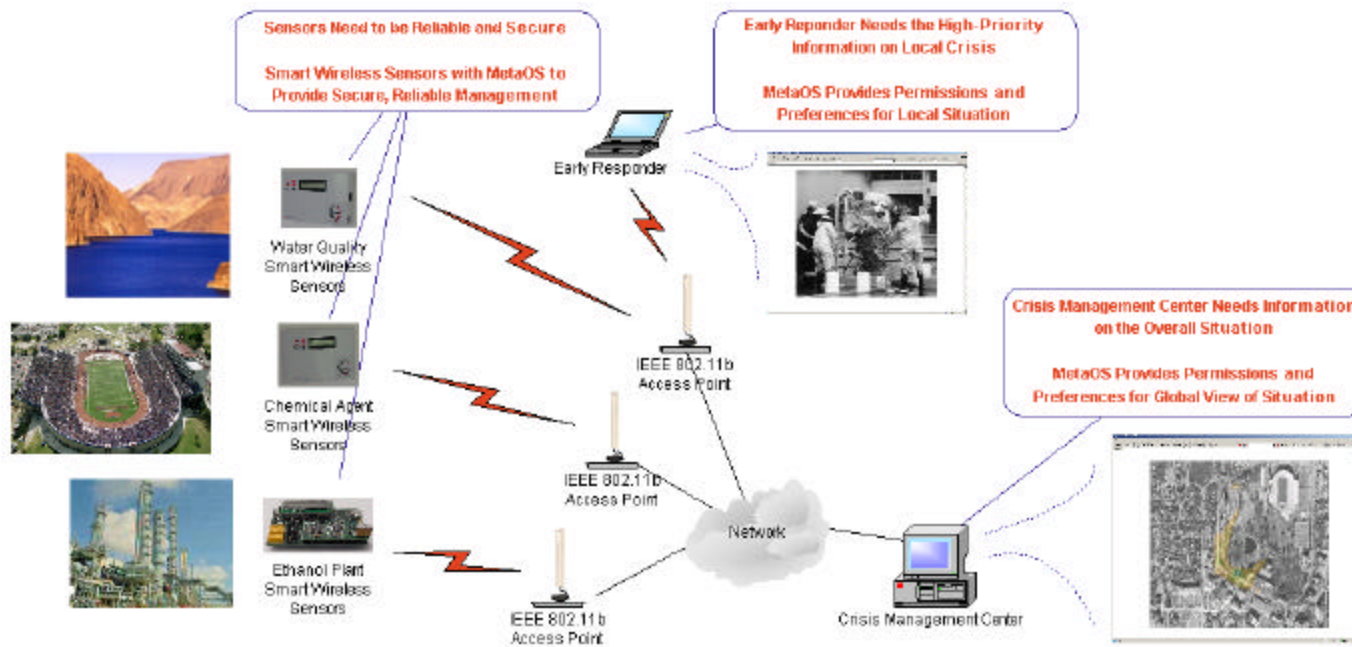 Sensors Need to be Reliable and Secure
Smart Wireless Sensors with MetaOS to
Provide Secure, Reliable Management
Early Reponder Needs the High-Priority
Information on Local Crisis
MetaOS Provides Permissions and
Preferences for Local Situation
Early Responder
Water Quality
Smart Wireless
Sensors
IEEE 802.11b
Access Point
Crisis Management Center Needs Information
on the Overall Situation
MetaOS Provides Permissions and
Preferences for Global View of Situation
Chemical Agent
Smart Wireless
Sensors
IEEE 802.11b
Access Point
Network
Ethanol Plant
Smart Wireless
Sensors
IEEE 802.11b
Access Point
Crisis Management Center